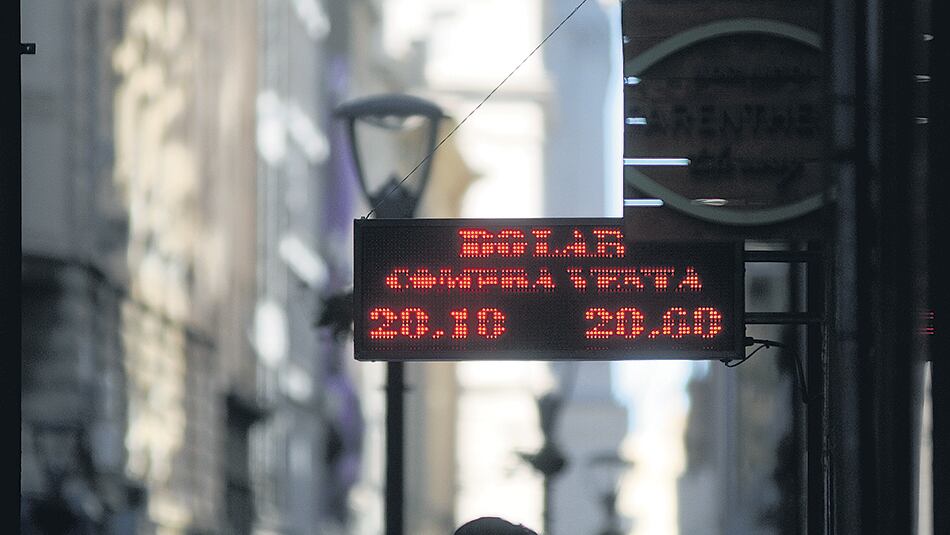 DOLAR
COMPRA VENTA
20.10 20.60